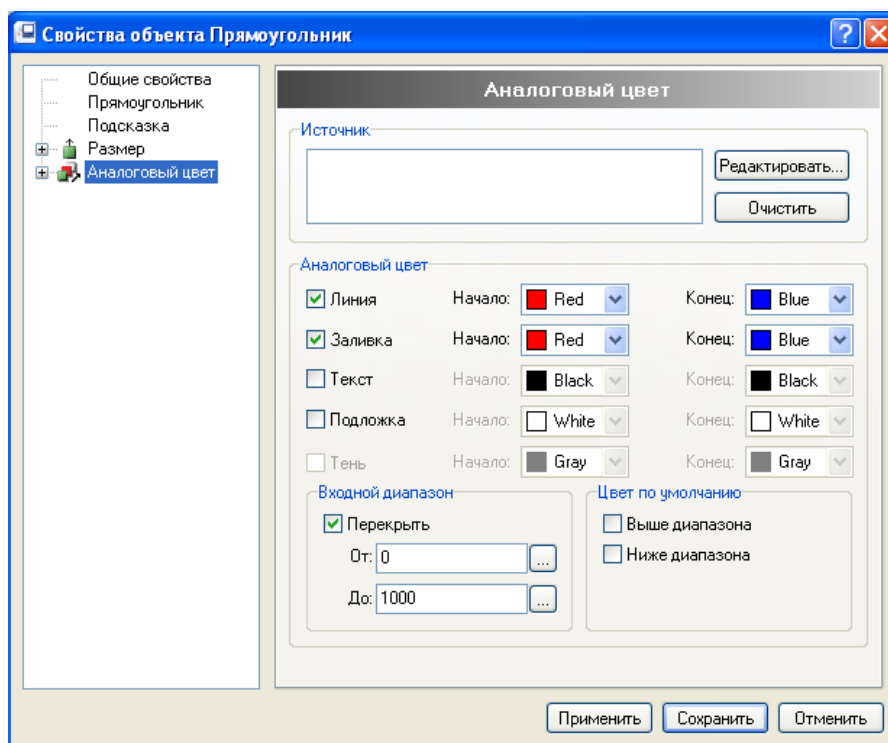 Свойства объекта Прямоугольник
Общие свойства
Прямоугольник
Подсказка
Размер
Аналоговый цвет
Аналоговый цвет
Источник
Редактировать...
Очистить
Аналоговый цвет
Линия Начало: Red Конец: Blue
Заливка Начало: Red Конец: Blue
Текст Начало: Black Конец: Black
Подложка Начало: White Конец: White
Тень Начало: Gray Конец: Gray
Входной диапазон
Перекрыть
От: 0 ...
До: 1000 ...
Цвет по умолчанию
Выше диапазона
Ниже диапазона
Применить Сохранить Отменить